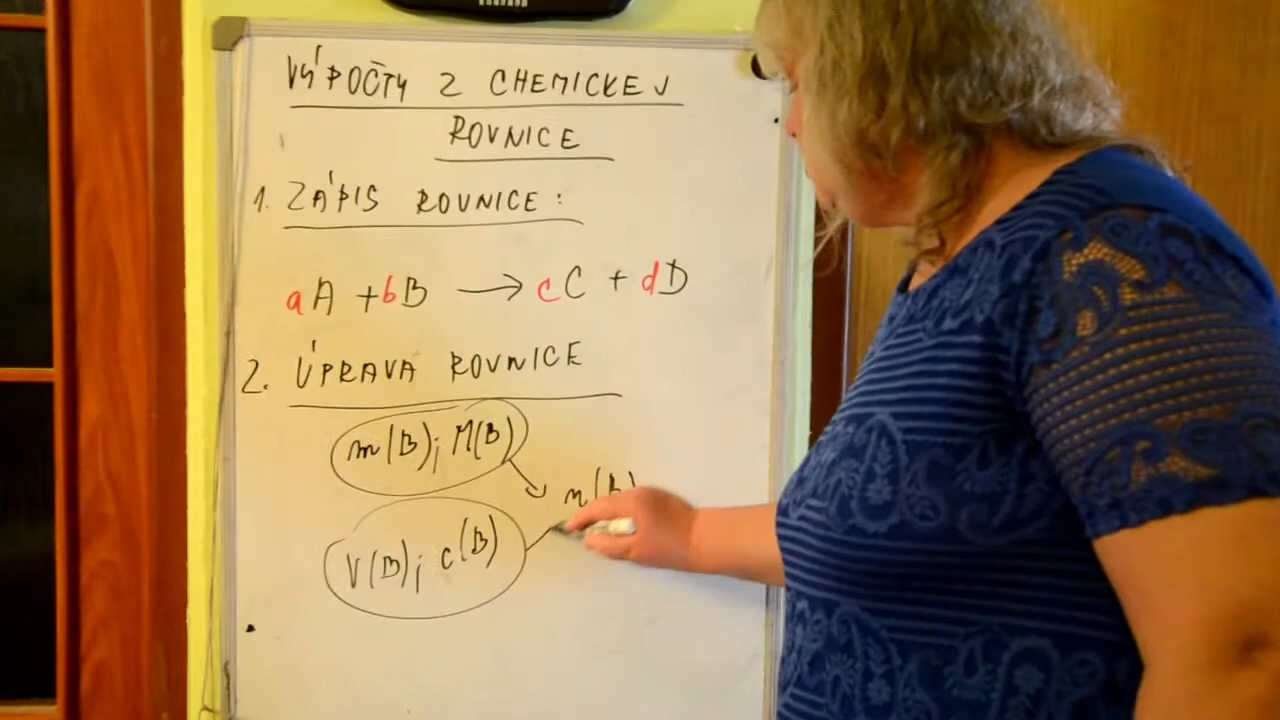 VÝPOČTY Z CHEMICKEJ
ROVNICE
1. ZÁPIS ROVNICE:
aA + bB → cC + dD
2. ÚPRAVA ROVNICE
m(B); M(B)
n(B)
V(B); c(B)